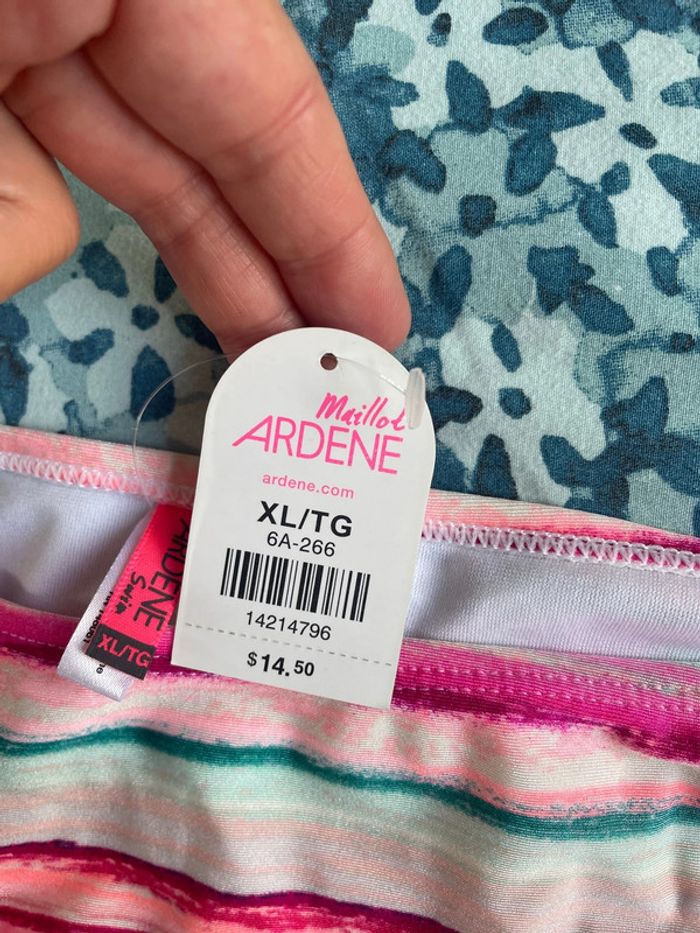 Maillot
ARDENE
ardene.com
XL/TG
6A-266
14214796
$14.50
ARDENE
Swim
XL/TG